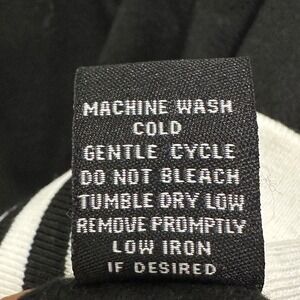 MACHINE WASH
COLD
GENTLE CYCLE
DO NOT BLEACH
TUMBLE DRY LOW
REMOVE PROMPTLY
LOW IRON
IF DESIRED